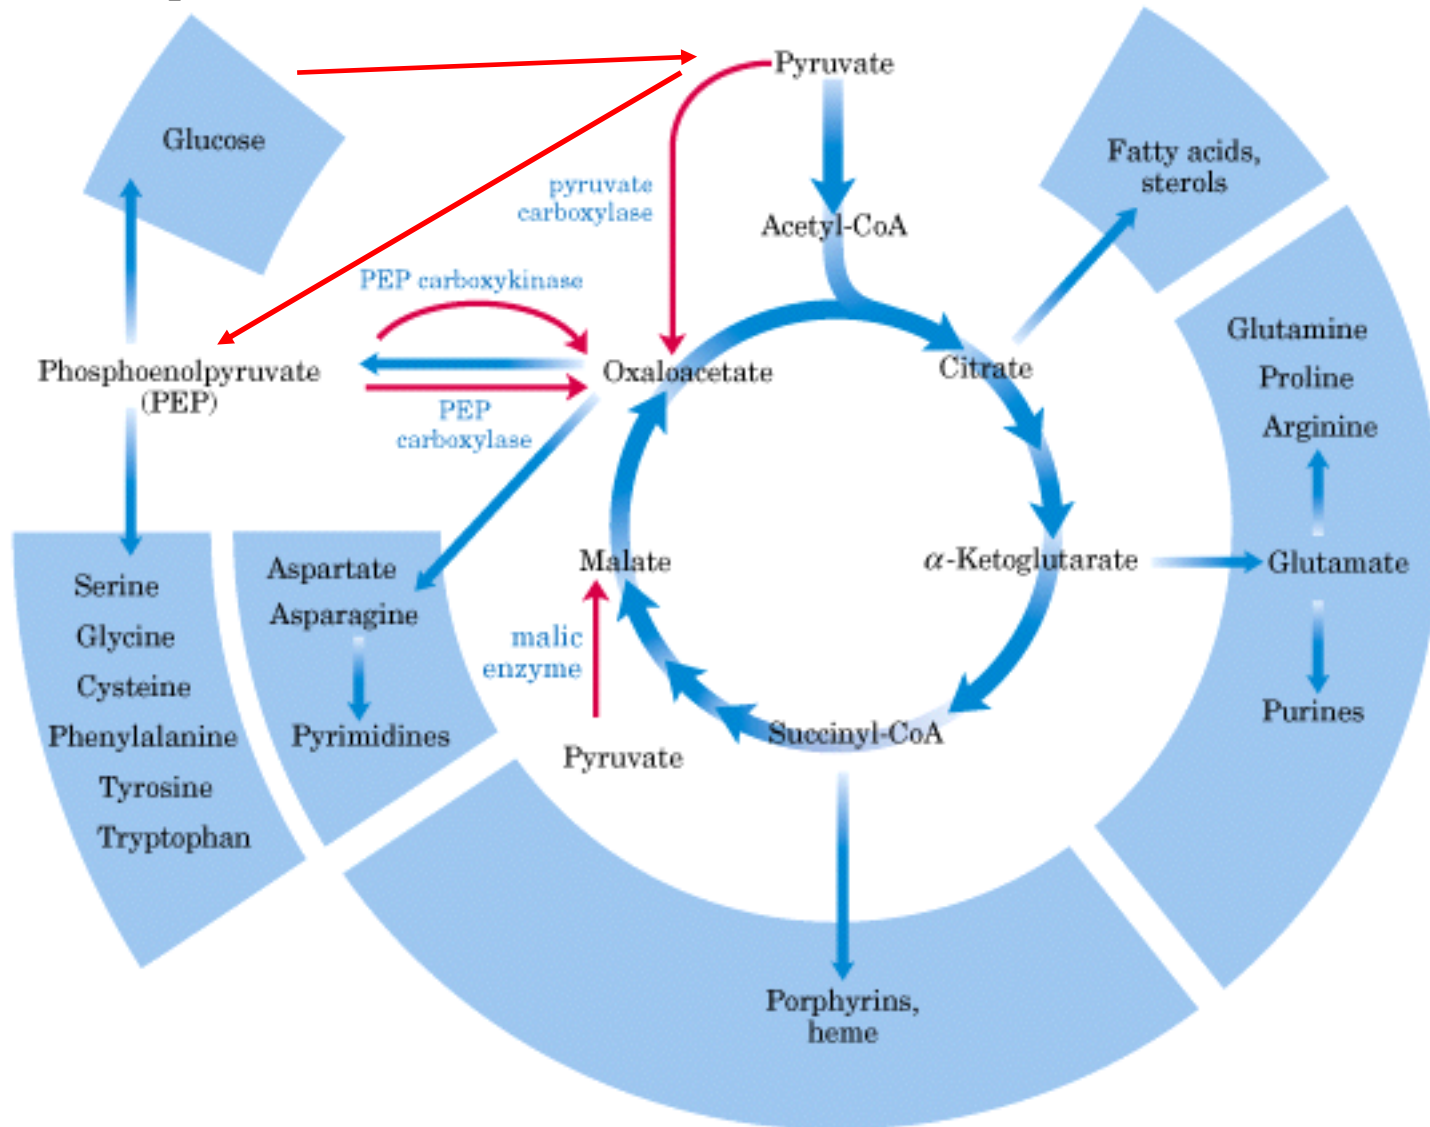 Pyruvate
Glucose
Fatty acids,
sterols
pyruvate
carboxylase
Acetyl-CoA
PEP carboxykinase
Phosphoenolpyruvate
(PEP)
Oxaloacetate
Citrate
PEP
carboxylase
Glutamine
Proline
Arginine
Glutamate
Purines
α-Ketoglutarate
Malate
malic
enzyme
Pyruvate
Succinyl-CoA
Aspartate
Asparagine
Pyrimidines
Serine
Glycine
Cysteine
Phenylalanine
Tyrosine
Tryptophan
Porphyrins,
heme